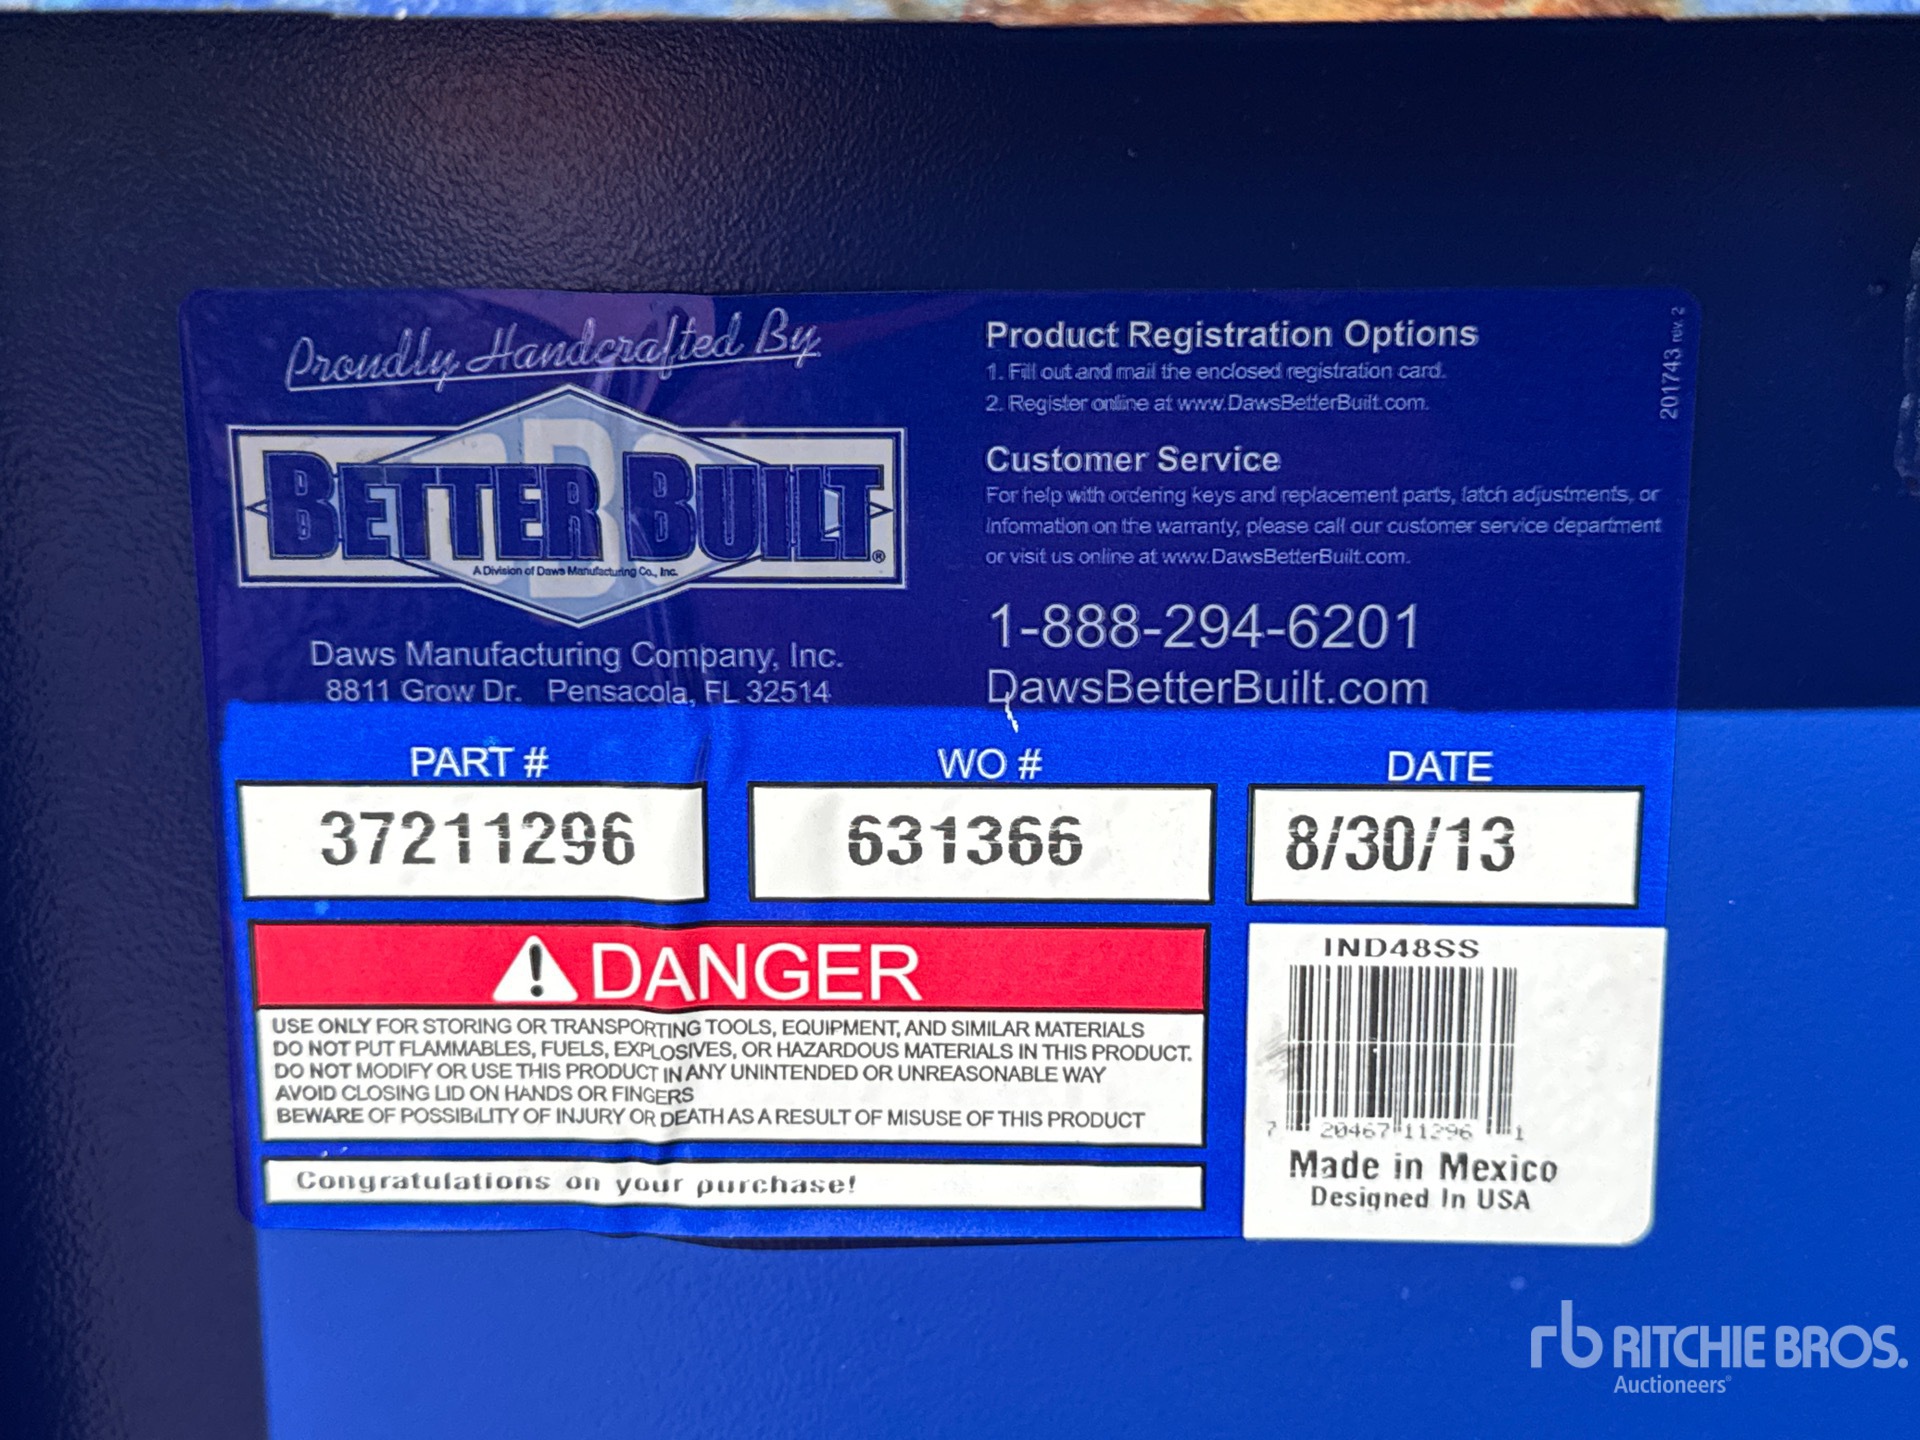 Proudly Handcrafted By
BETTER BUILT®
A Division of Daws Manufacturing Co., Inc.
Daws Manufacturing Company, Inc.
8811 Grow Dr. Pensacola, FL 32514
Product Registration Options
1. Fill out and mail the enclosed registration card.
2. Register online at www.DawsBetterBuilt.com.
Customer Service
For help with ordering keys and replacement parts, latch adjustments, or
information on the warranty, please call our customer service department
or visit us online at www.DawsBetterBuilt.com.
1-888-294-6201
DawsBetterBuilt.com
201743 rev. 2
PART #
37211296
WO #
631366
DATE
8/30/13
DANGER
USE ONLY FOR STORING OR TRANSPORTING TOOLS, EQUIPMENT, AND SIMILAR MATERIALS
DO NOT PUT FLAMMABLES, FUELS, EXPLOSIVES, OR HAZARDOUS MATERIALS IN THIS PRODUCT.
DO NOT MODIFY OR USE THIS PRODUCT IN ANY UNINTENDED OR UNREASONABLE WAY
AVOID CLOSING LID ON HANDS OR FINGERS
BEWARE OF POSSIBILITY OF INJURY OR DEATH AS A RESULT OF MISUSE OF THIS PRODUCT
Congratulations on your purchase!
IND48SS
7 20467 11296 1
Made in Mexico
Designed In USA
rb RITCHIE BROS.
Auctioneers®